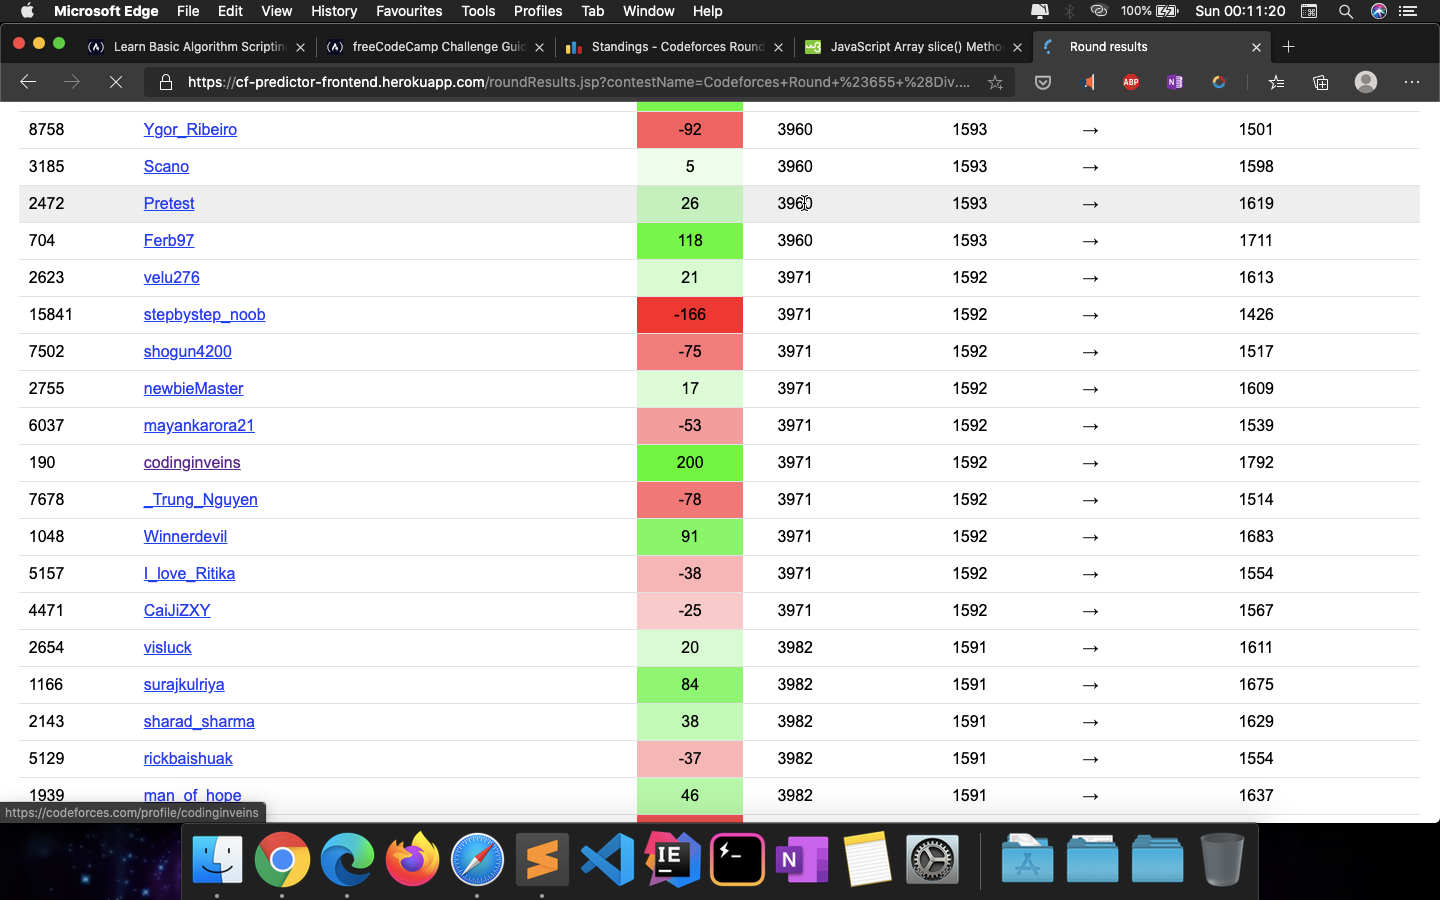 Microsoft Edge File Edit View History Favourites Tools Profiles Tab Window Help 100% Sun 00:11:20
Learn Basic Algorithm Scripting freeCodeCamp Challenge Gui Standings - Codeforces Round JavaScript Array slice() Metho Round results
https://cf-predictor-frontend.herokuapp.com/roundResults.jsp?contestName=Codeforces+Round+%23655+%28Div....
8758 Ygor_Ribeiro -92 3960 1593 → 1501
3185 Scano 5 3960 1593 → 1598
2472 Pretest 26 3960 1593 → 1619
704 Ferb97 118 3960 1593 → 1711
2623 velu276 21 3971 1592 → 1613
15841 stepbystep_noob -166 3971 1592 → 1426
7502 shogun4200 -75 3971 1592 → 1517
2755 newbieMaster 17 3971 1592 → 1609
6037 mayankarora21 -53 3971 1592 → 1539
190 codinginveins 200 3971 1592 → 1792
7678 _Trung_Nguyen -78 3971 1592 → 1514
1048 Winnerdevil 91 3971 1592 → 1683
5157 I_love_Ritika -38 3971 1592 → 1554
4471 CaiJiZXY -25 3971 1592 → 1567
2654 visluck 20 3982 1591 → 1611
1166 surajkulriya 84 3982 1591 → 1675
2143 sharad_sharma 38 3982 1591 → 1629
5129 rickbaishuak -37 3982 1591 → 1554
1939 man_of_hope 46 3982 1591 → 1637
https://codeforces.com/profile/codinginveins